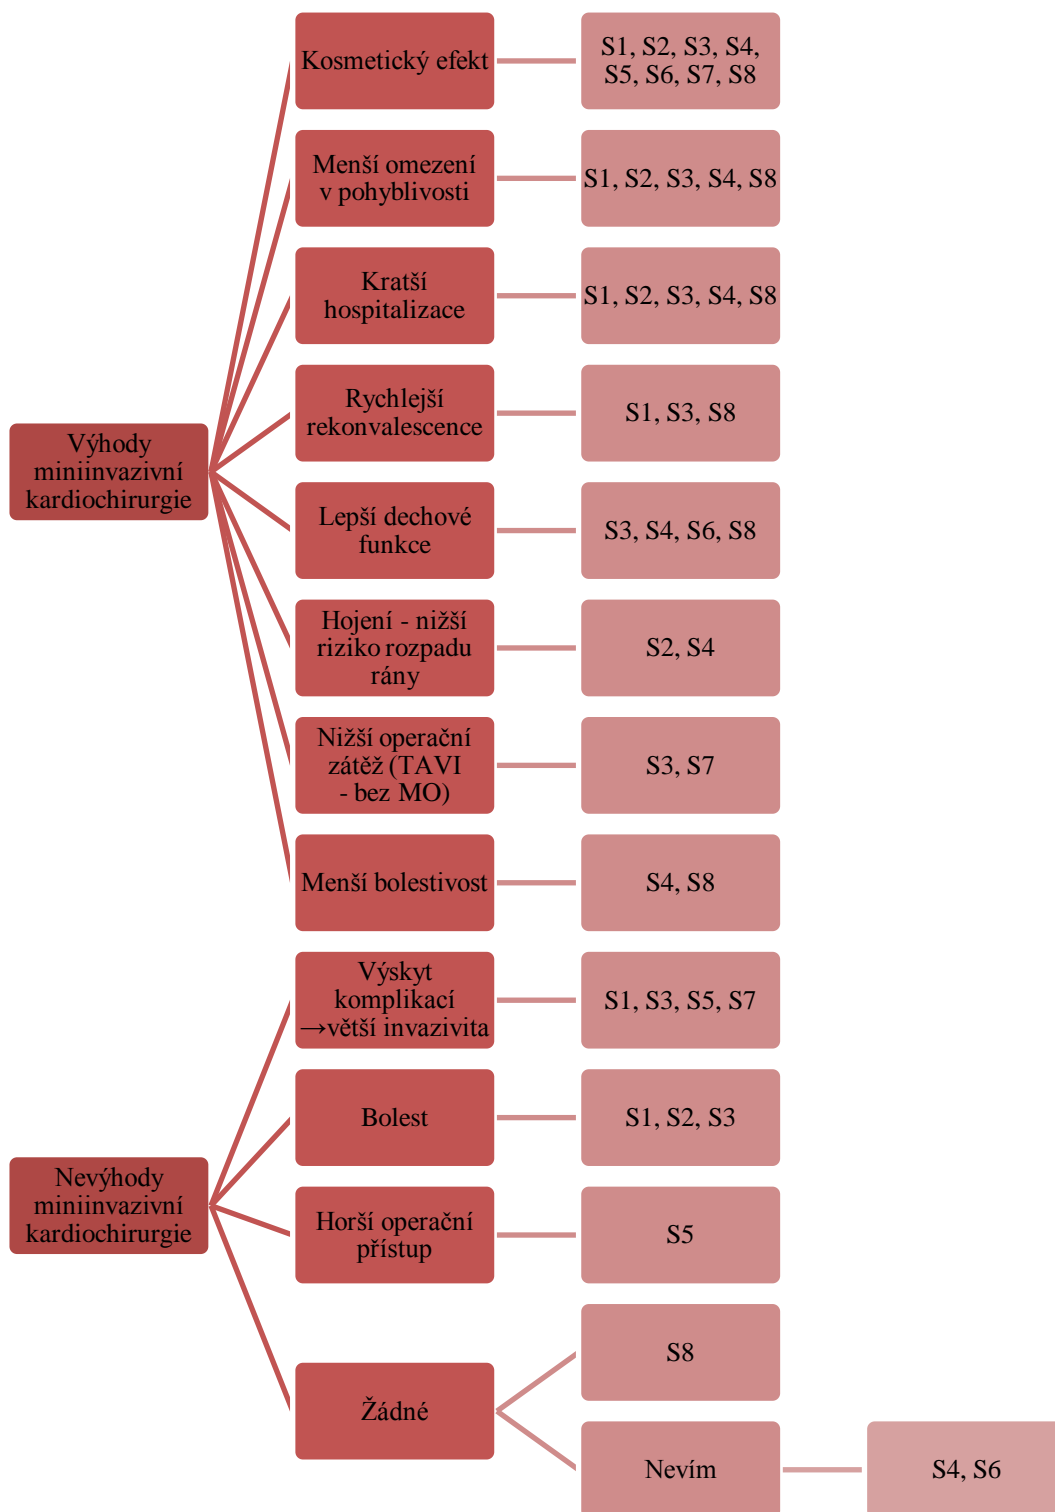 Výhody
miniinvazivní
kardiochirurgie
Kosmetický efekt
S1, S2, S3, S4,
S5, S6, S7, S8
Menší omezení
v pohyblivosti
S1, S2, S3, S4, S8
Kratší
hospitalizace
S1, S2, S3, S4, S8
Rychlejší
rekonvalescence
S1, S3, S8
Lepší dechové
funkce
S3, S4, S6, S8
Hojení - nižší
riziko rozpadu
rány
S2, S4
Nižší operační
zátěž (TAVI
- bez MO)
S3, S7
Menší bolestivost
S4, S8
Nevýhody
miniinvazivní
kardiochirurgie
Výskyt
komplikací
→větší invazivita
S1, S3, S5, S7
Bolest
S1, S2, S3
Horší operační
přístup
S5
Žádné
S8
Nevím
S4, S6